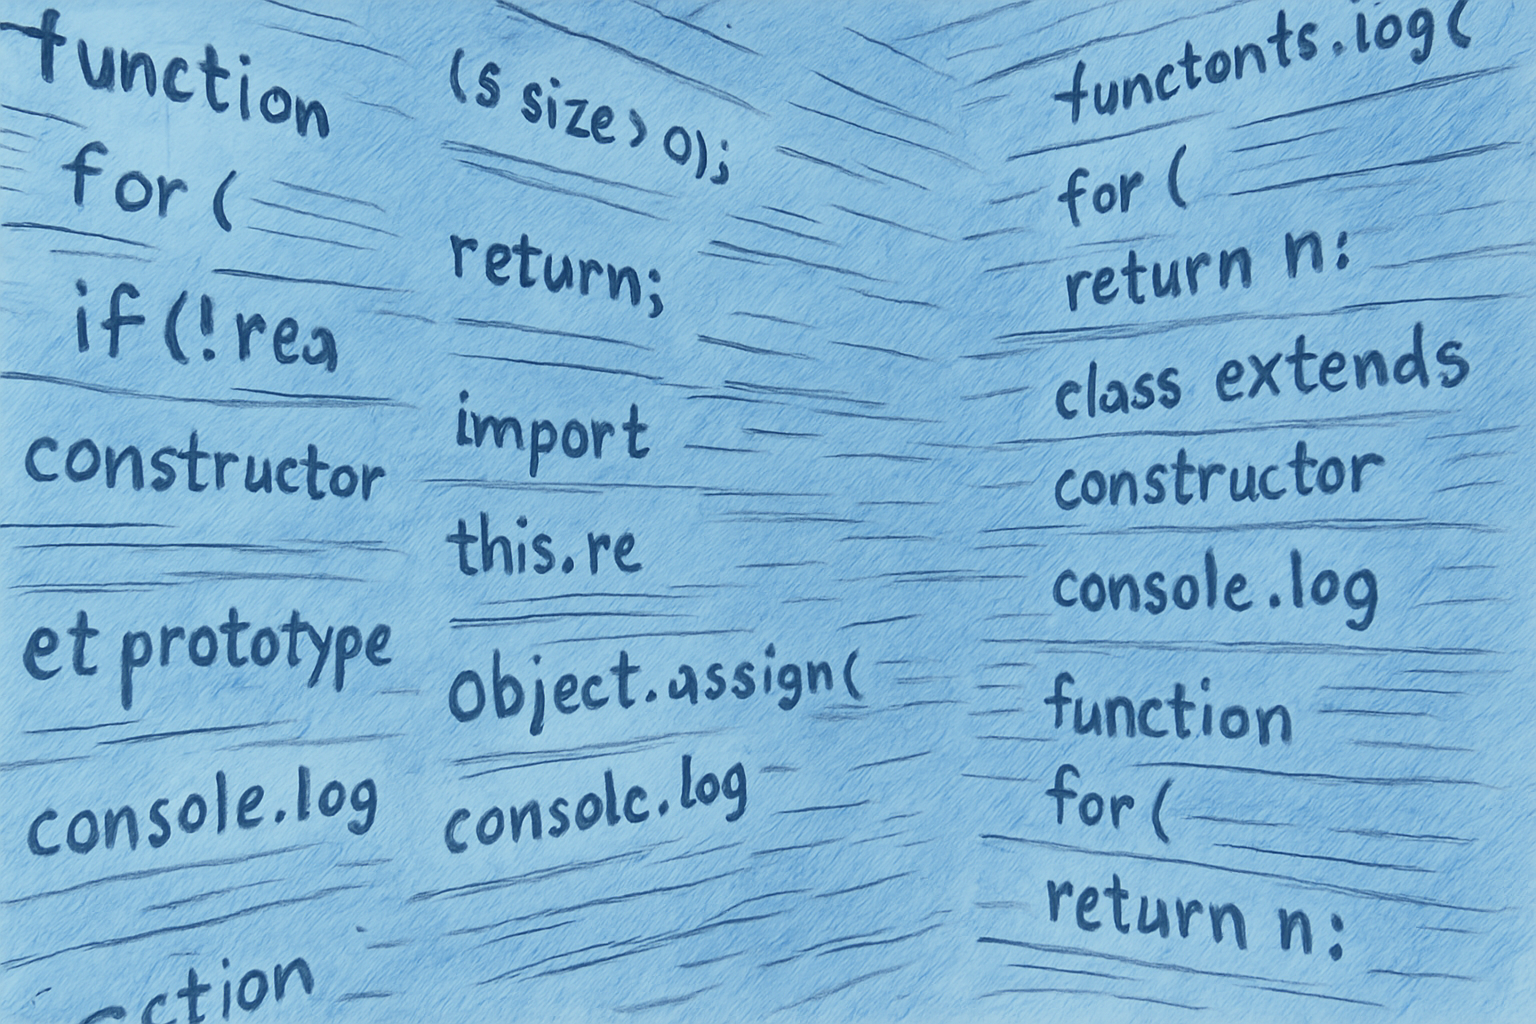 function
for (
if (!rea
constructor
et prototype
console.log
ction
(s size > 0);
return;
import
this.re
object.assign(
consolc.log
functonts.log(
for (
return n:
class extends
constructor
console.log
function
for (
return n: